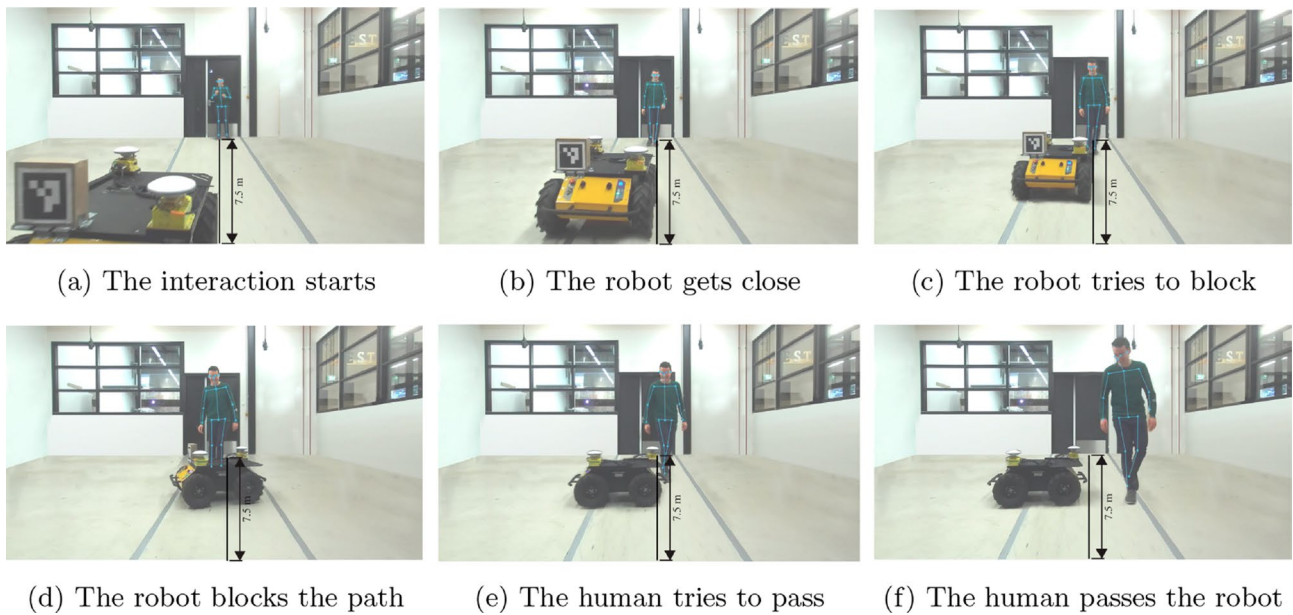 7.5 m
7.5 m
7.5 m
(a) The interaction starts
(b) The robot gets close
(c) The robot tries to block
7.5 m
7.5 m
7.5 m
(d) The robot blocks the path
(e) The human tries to pass
(f) The human passes the robot